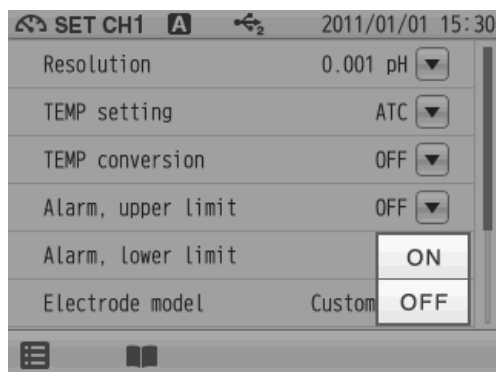 SET CH1 A 2 2011/01/01 15:30
Resolution 0.001 pH
TEMP setting ATC
TEMP conversion OFF
Alarm, upper limit OFF
Alarm, lower limit ON
Electrode model Custom OFF